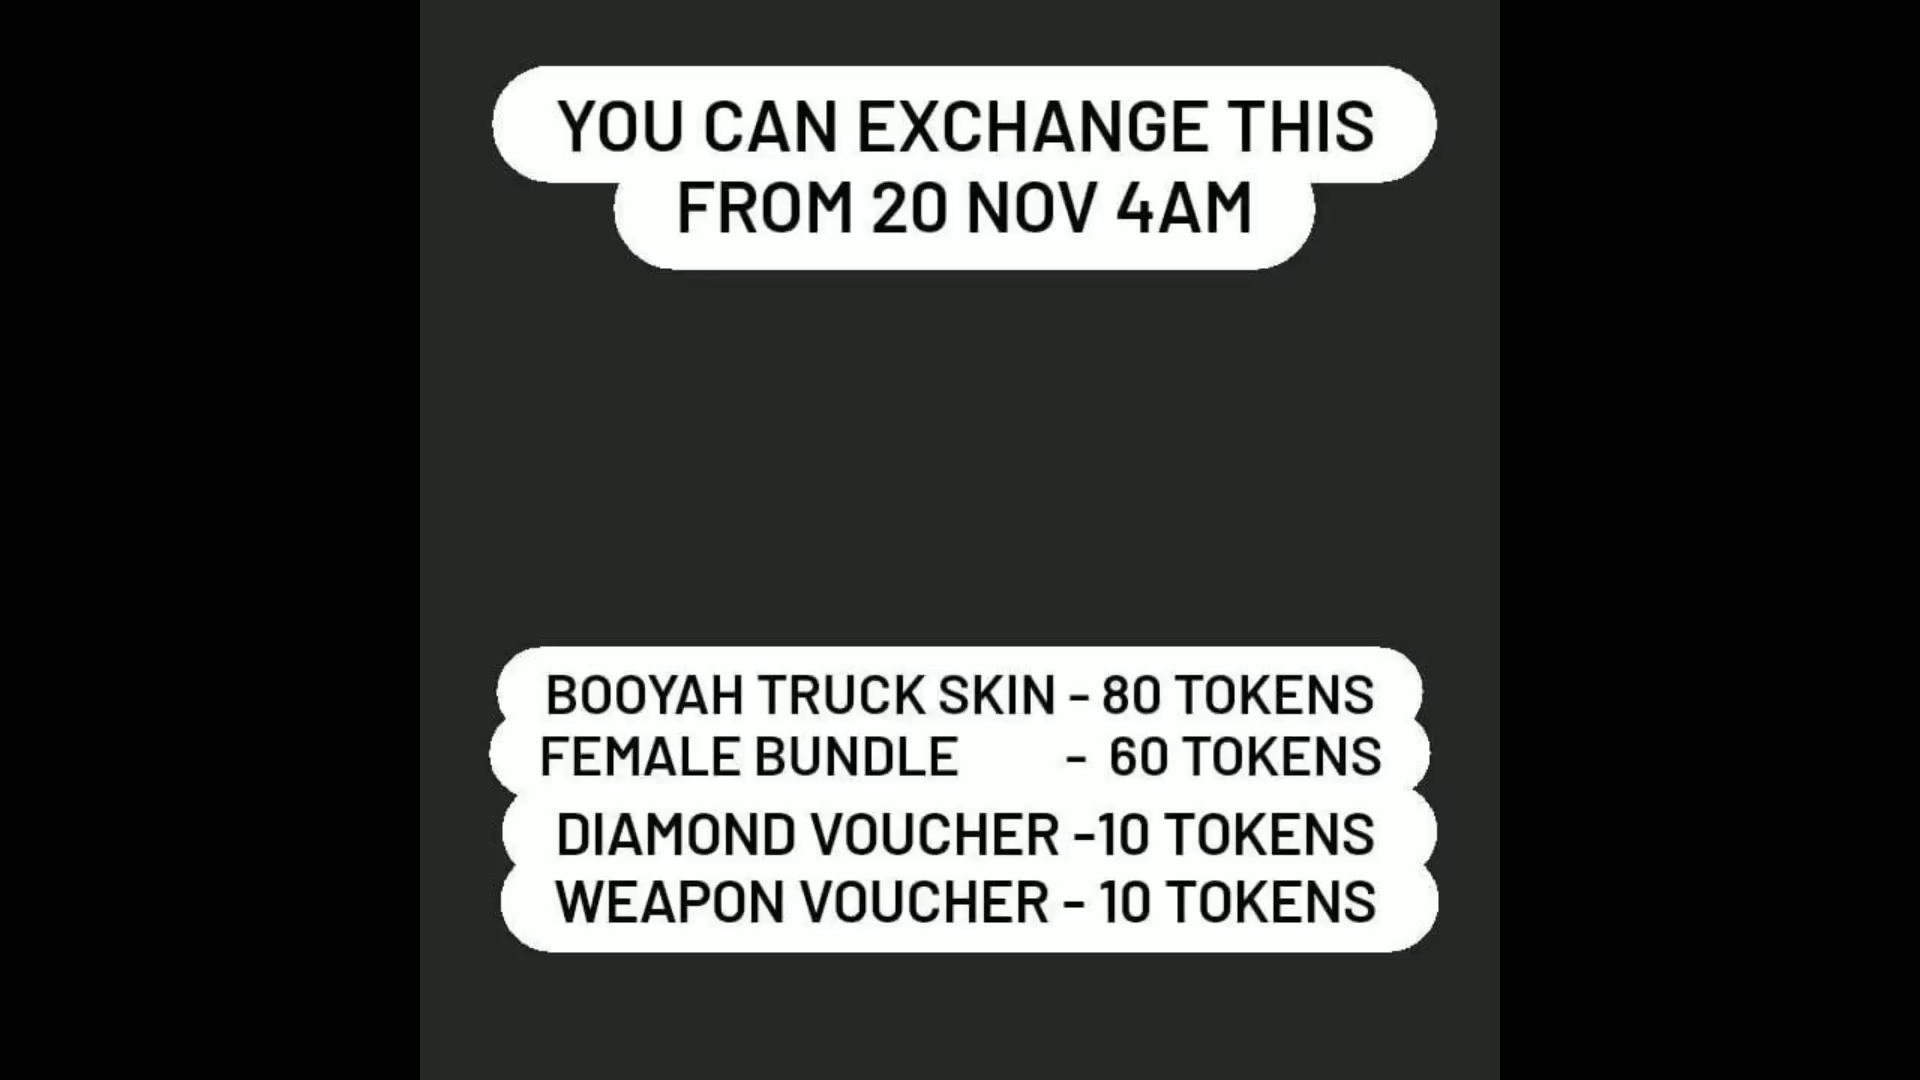 YOU CAN EXCHANGE THIS
FROM 20 NOV 4AM
BOOYAH TRUCK SKIN - 80 TOKENS
FEMALE BUNDLE - 60 TOKENS
DIAMOND VOUCHER -10 TOKENS
WEAPON VOUCHER - 10 TOKENS